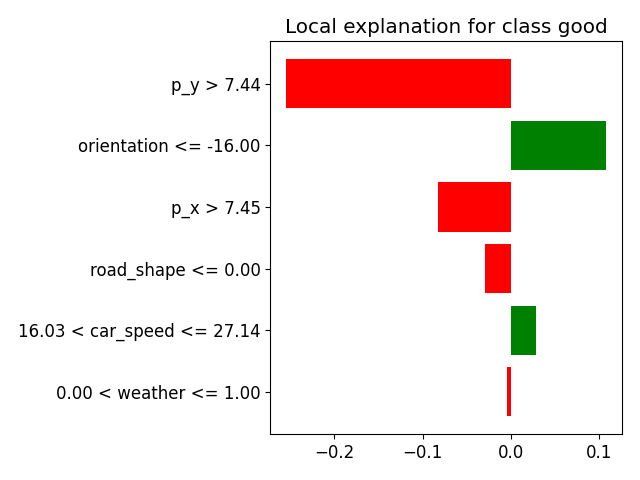 Local explanation for class good
p_y > 7.44
orientation <= -16.00
p_x > 7.45
road_shape <= 0.00
16.03 < car_speed <= 27.14
0.00 < weather <= 1.00
−0.2 −0.1 0.0 0.1